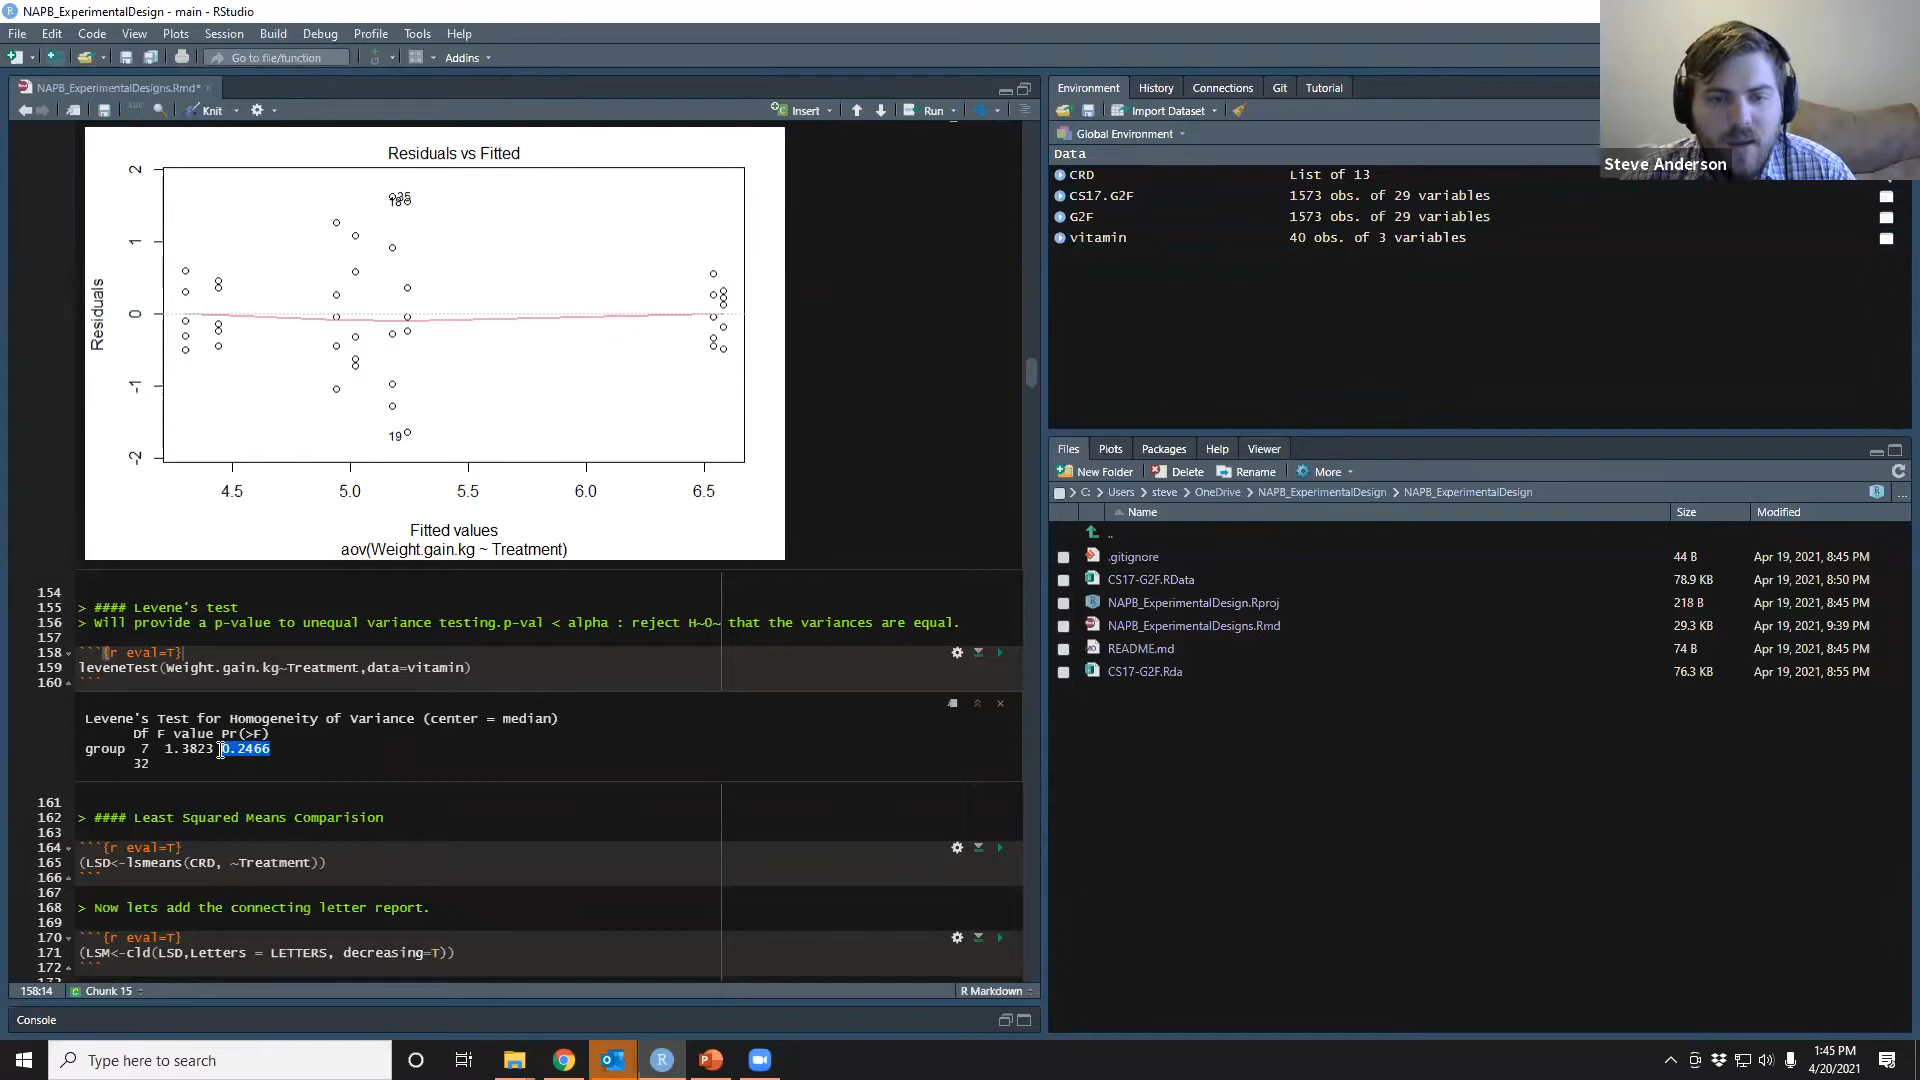 NAPB_ExperimentalDesign - main - RStudio
File Edit Code View Plots Session Build Debug Profile Tools Help
Go to file/function Addins
NAPB_ExperimentalDesigns.Rmd*
Knit Insert Run
Residuals vs Fitted
2
1
0
-1
-2
Residuals
18
35
19
4.5 5.0 5.5 6.0 6.5
Fitted values
aov(Weight.gain.kg ~ Treatment)
154
155 > #### Levene's test
156 > Will provide a p-value to unequal variance testing.p-val < alpha : reject H~O~ that the variances are equal.
157
158 ```{r eval=T}
159 leveneTest(Weight.gain.kg~Treatment,data=vitamin)
160 ```
Levene's Test for Homogeneity of Variance (center = median)
Df F value Pr(>F)
group 7 1.3823 0.2466
32
161
162 > #### Least Squared Means Comparision
163
164 ```{r eval=T}
165 (LSD<-lsmeans(CRD, ~Treatment))
166 ```
167
168 > Now lets add the connecting letter report.
169
170 ```{r eval=T}
171 (LSM<-cld(LSD,Letters = LETTERS, decreasing=T))
172 ```
158:14 Chunk 15 R Markdown
Console
Environment History Connections Git Tutorial
Import Dataset
Global Environment
Data
CRD List of 13
CS17.G2F 1573 obs. of 29 variables
G2F 1573 obs. of 29 variables
vitamin 40 obs. of 3 variables
Steve Anderson
Files Plots Packages Help Viewer
New Folder Delete Rename More
C: Users steve OneDrive NAPB_ExperimentalDesign NAPB_ExperimentalDesign
Name Size Modified
..
.gitignore 44 B Apr 19, 2021, 8:45 PM
CS17-G2F.RData 78.9 KB Apr 19, 2021, 8:50 PM
NAPB_ExperimentalDesign.Rproj 218 B Apr 19, 2021, 8:45 PM
NAPB_ExperimentalDesigns.Rmd 29.3 KB Apr 19, 2021, 9:39 PM
README.md 74 B Apr 19, 2021, 8:45 PM
CS17-G2F.Rda 76.3 KB Apr 19, 2021, 8:55 PM
Type here to search
1:45 PM
4/20/2021